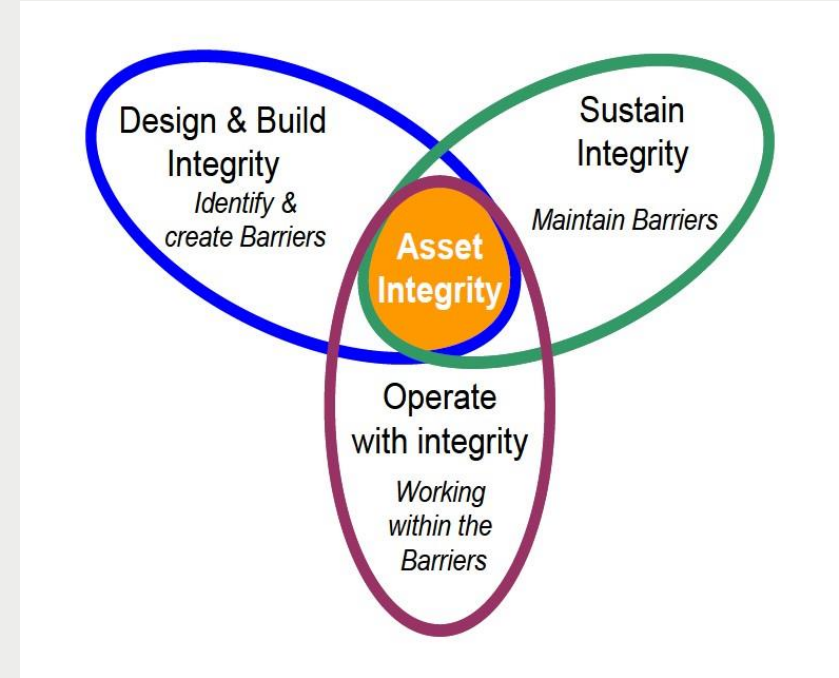 Design & Build
Integrity
Identify &
create Barriers
Sustain
Integrity
Maintain Barriers
Asset
Integrity
Operate
with integrity
Working
within the
Barriers